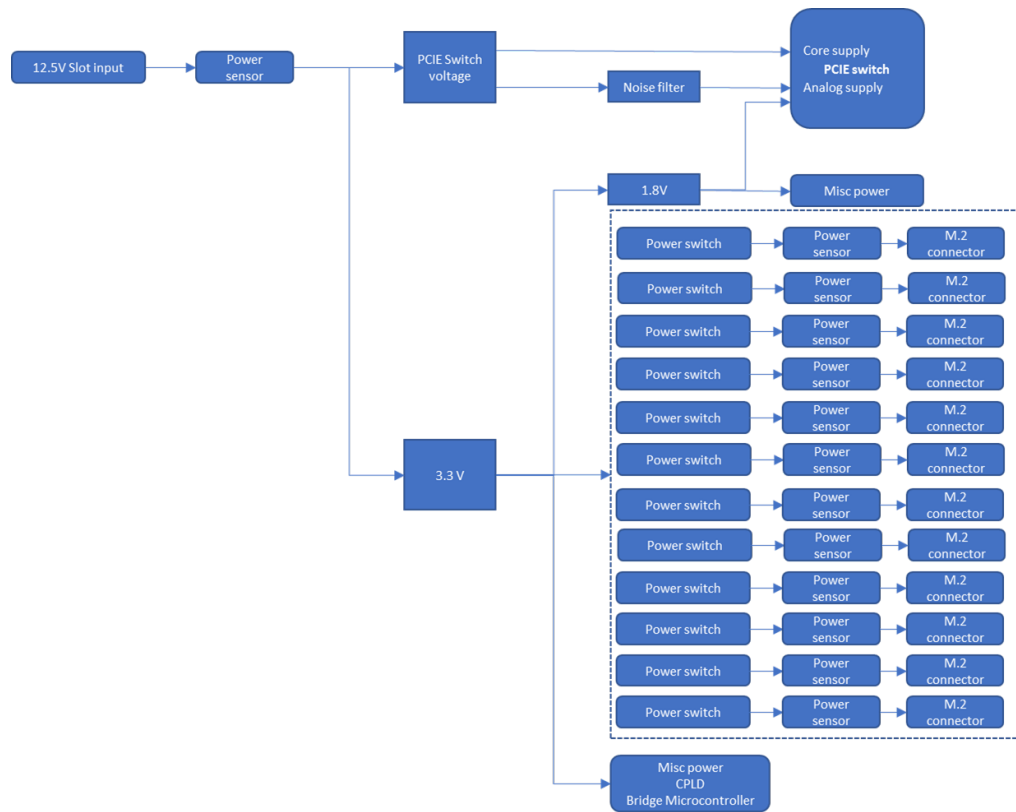 12.5V Slot input
Power
sensor
PCIE Switch
voltage
Noise filter
Core supply
PCIE switch
Analog supply
1.8V
Misc power
3.3 V
Power switch
Power
sensor
M.2
connector
Power switch
Power
sensor
M.2
connector
Power switch
Power
sensor
M.2
connector
Power switch
Power
sensor
M.2
connector
Power switch
Power
sensor
M.2
connector
Power switch
Power
sensor
M.2
connector
Power switch
Power
sensor
M.2
connector
Power switch
Power
sensor
M.2
connector
Power switch
Power
sensor
M.2
connector
Power switch
Power
sensor
M.2
connector
Power switch
Power
sensor
M.2
connector
Power switch
Power
sensor
M.2
connector
Misc power
CPLD
Bridge Microcontroller